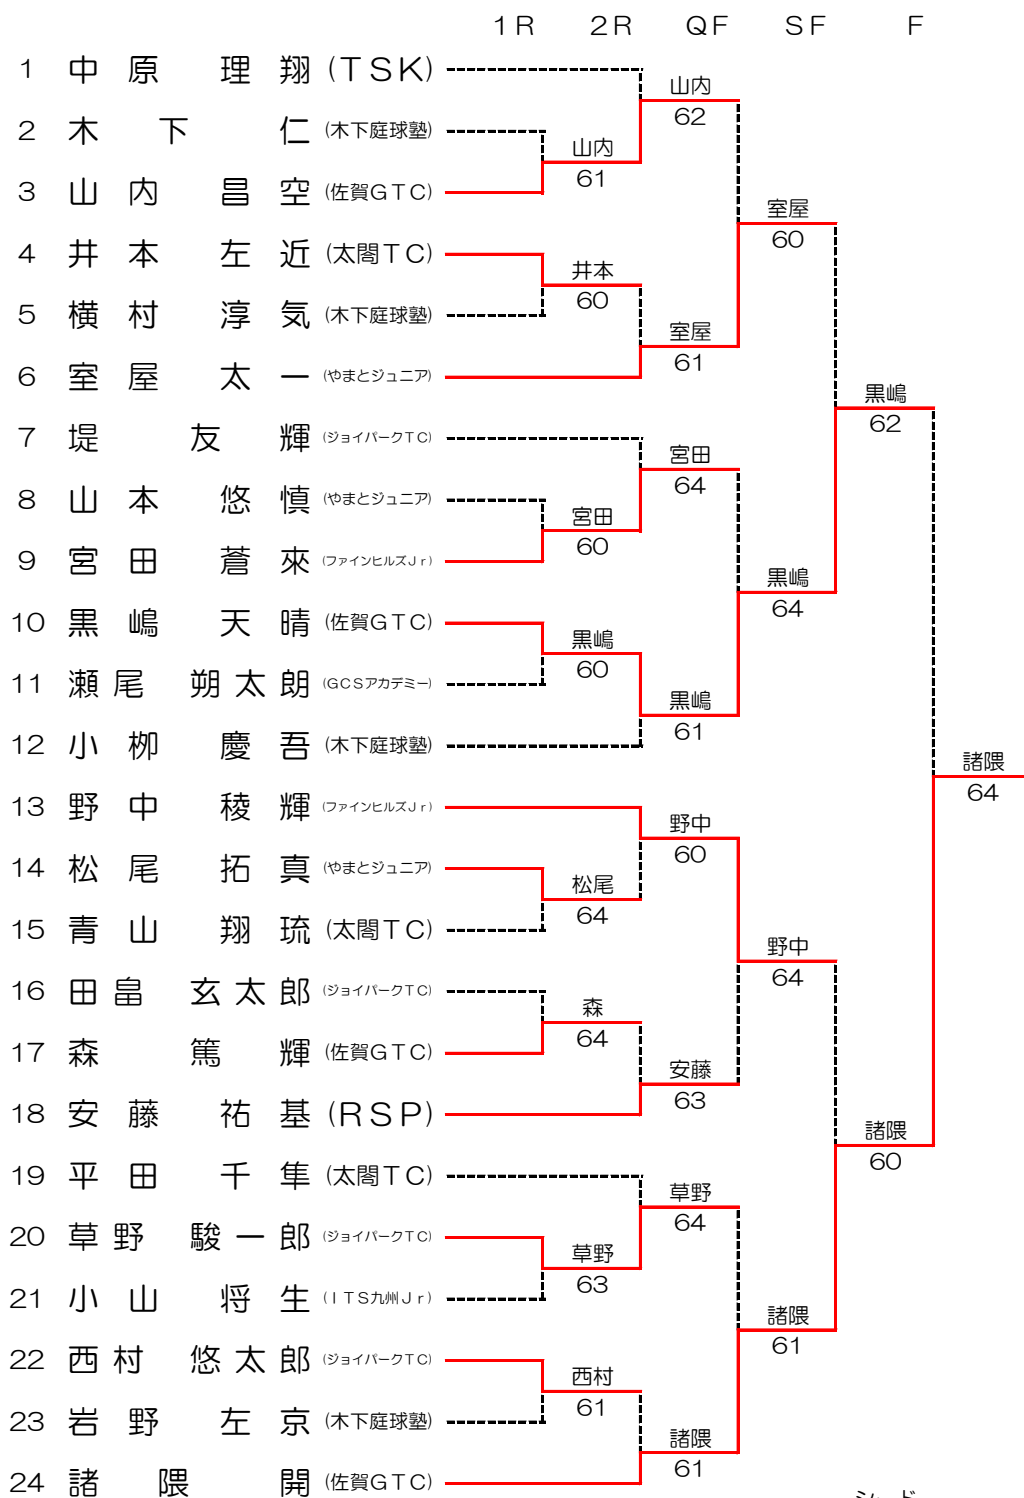 １Ｒ ２Ｒ ＱＦ ＳＦ Ｆ
1 中原 理翔 (ＴＳＫ)
山内
62
2 木下 仁 (木下庭球塾)
山内
61
3 山内 昌空 (佐賀ＧＴＣ)
室屋
60
4 井本 左近 (太閤ＴＣ)
井本
60
5 横村 淳気 (木下庭球塾)
室屋
61
6 室屋 太一 (やまとジュニア)
黒嶋
62
7 堤 友輝 (ジョイパークＴＣ)
宮田
64
8 山本 悠慎 (やまとジュニア)
宮田
60
9 宮田 蒼來 (ファインヒルズＪｒ)
黒嶋
64
10 黒嶋 天晴 (佐賀ＧＴＣ)
黒嶋
60
11 瀬尾 朔太朗 (ＧＣＳアカデミー)
黒嶋
61
12 小栁 慶吾 (木下庭球塾)
諸隈
64
13 野中 稜輝 (ファインヒルズＪｒ)
野中
60
14 松尾 拓真 (やまとジュニア)
松尾
64
15 青山 翔琉 (太閤ＴＣ)
野中
64
16 田畠 玄太郎 (ジョイパークＴＣ)
森
64
17 森 篤輝 (佐賀ＧＴＣ)
安藤
63
18 安藤 祐基 (ＲＳＰ)
諸隈
60
19 平田 千隼 (太閤ＴＣ)
草野
64
20 草野 駿一郎 (ジョイパークＴＣ)
草野
63
21 小山 将生 (ＩＴＳ九州Ｊｒ)
諸隈
61
22 西村 悠太郎 (ジョイパークＴＣ)
西村
61
23 岩野 左京 (木下庭球塾)
諸隈
61
24 諸隈 開 (佐賀ＧＴＣ)